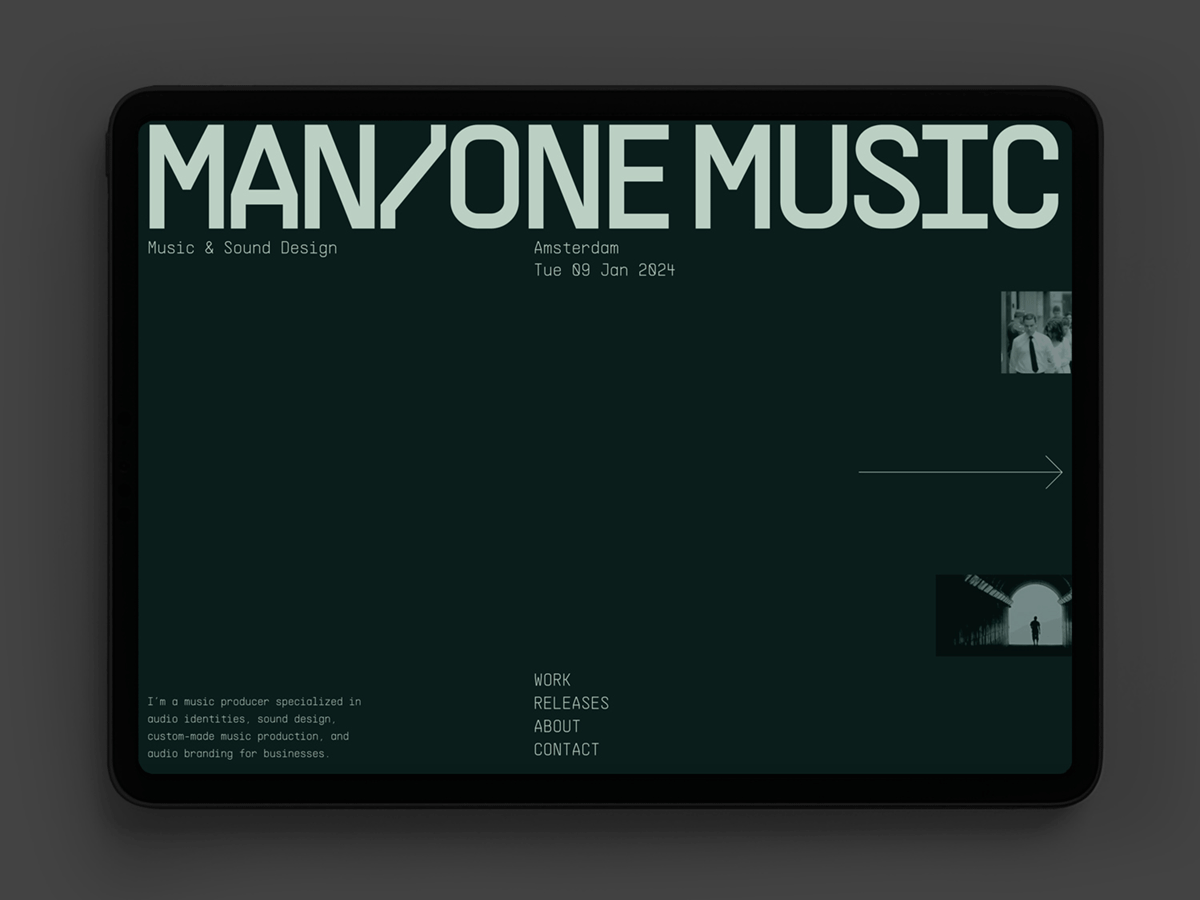 MAN/ONE MUSIC
Music & Sound Design
Amsterdam
Tue 09 Jan 2024
I'm a music producer specialized in
audio identities, sound design,
custom-made music production, and
audio branding for businesses.
WORK
RELEASES
ABOUT
CONTACT